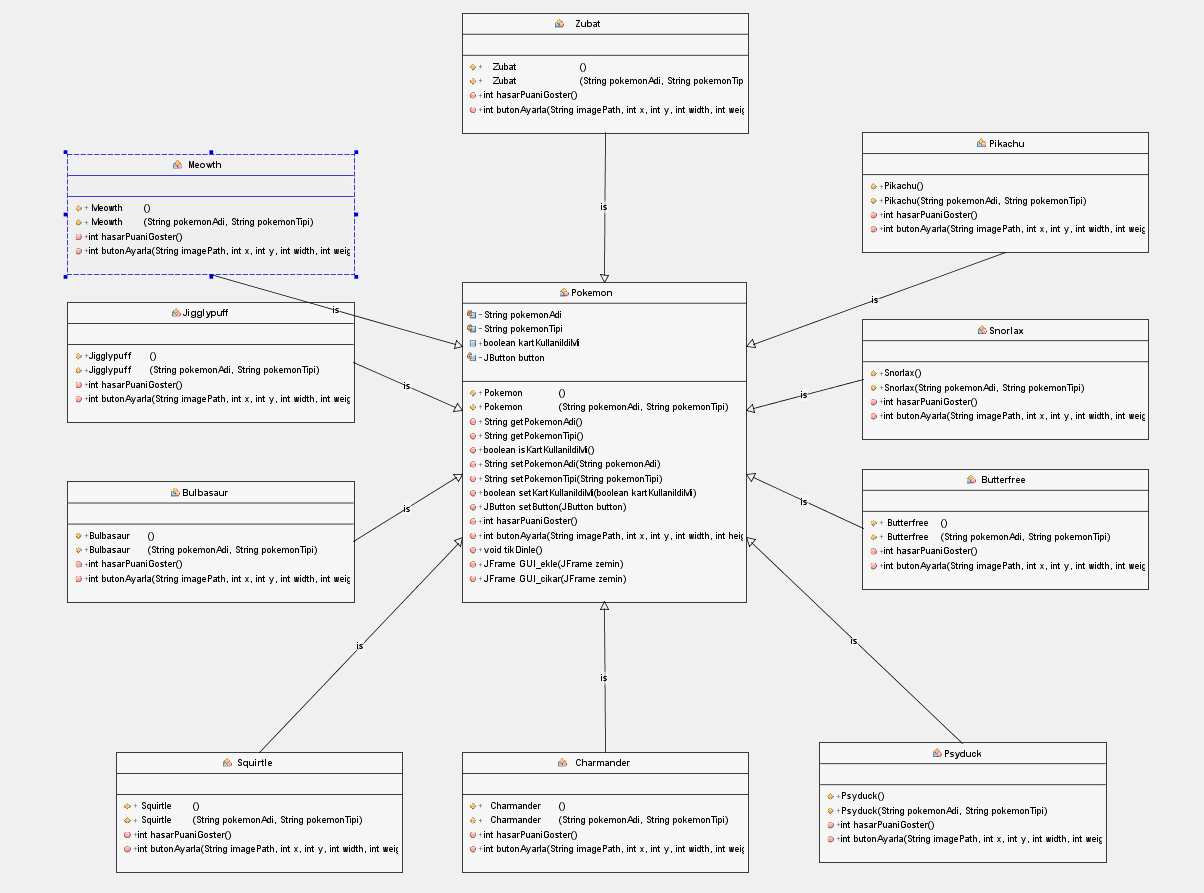 Zubat
+ Zubat ()
+ Zubat (String pokemonAdi, String pokemonTip
+int hasarPuaniGoster()
+int butonAyarla(String imagePath, int x, int y, int width, int weig
is
Meowth
+ Meowth ()
+ Meowth (String pokemonAdi, String pokemonTipi)
+int hasarPuaniGoster()
+int butonAyarla(String imagePath, int x, int y, int width, int weig
is
Pikachu
+Pikachu()
+Pikachu(String pokemonAdi, String pokemonTipi)
+int hasarPuaniGoster()
+int butonAyarla(String imagePath, int x, int y, int width, int weig
is
Pokemon
- String pokemonAdi
- String pokemonTipi
+boolean kartKullanildiMi
- JButton button
+ Pokemon ()
+ Pokemon (String pokemonAdi, String pokemonTipi)
+ String getPokemonAdi()
+ String getPokemonTipi()
+boolean isKartKullanildiMi()
+ String setPokemonAdi(String pokemonAdi)
+ String setPokemonTipi(String pokemonTipi)
+boolean setKartKullanildiMi(boolean kartKullanildiMi)
+ JButton setButton(JButton button)
+int hasarPuaniGoster()
+int butonAyarla(String imagePath, int x, int y, int width, int heig
+void tikDinle()
+ JFrame GUI_ekle(JFrame zemin)
+ JFrame GUI_cikar(JFrame zemin)
Jigglypuff
+Jigglypuff ()
+Jigglypuff (String pokemonAdi, String pokemonTipi)
+int hasarPuaniGoster()
+int butonAyarla(String imagePath, int x, int y, int width, int weig
is
Snorlax
+Snorlax()
+Snorlax(String pokemonAdi, String pokemonTipi)
+int hasarPuaniGoster()
+int butonAyarla(String imagePath, int x, int y, int width, int weig
is
Bulbasaur
+Bulbasaur ()
+Bulbasaur (String pokemonAdi, String pokemonTipi)
+int hasarPuaniGoster()
+int butonAyarla(String imagePath, int x, int y, int width, int weig
is
Butterfree
+ Butterfree ()
+ Butterfree (String pokemonAdi, String pokemonTipi)
+int hasarPuaniGoster()
+int butonAyarla(String imagePath, int x, int y, int width, int weig
is
is
is
is
Squirtle
+ Squirtle ()
+ Squirtle (String pokemonAdi, String pokemonTipi)
+int hasarPuaniGoster()
+int butonAyarla(String imagePath, int x, int y, int width, int weig
Charmander
+ Charmander ()
+ Charmander (String pokemonAdi, String pokemonTipi)
+int hasarPuaniGoster()
+int butonAyarla(String imagePath, int x, int y, int width, int weig
Psyduck
+Psyduck()
+Psyduck(String pokemonAdi, String pokemonTipi)
+int hasarPuaniGoster()
+int butonAyarla(String imagePath, int x, int y, int width, int weig